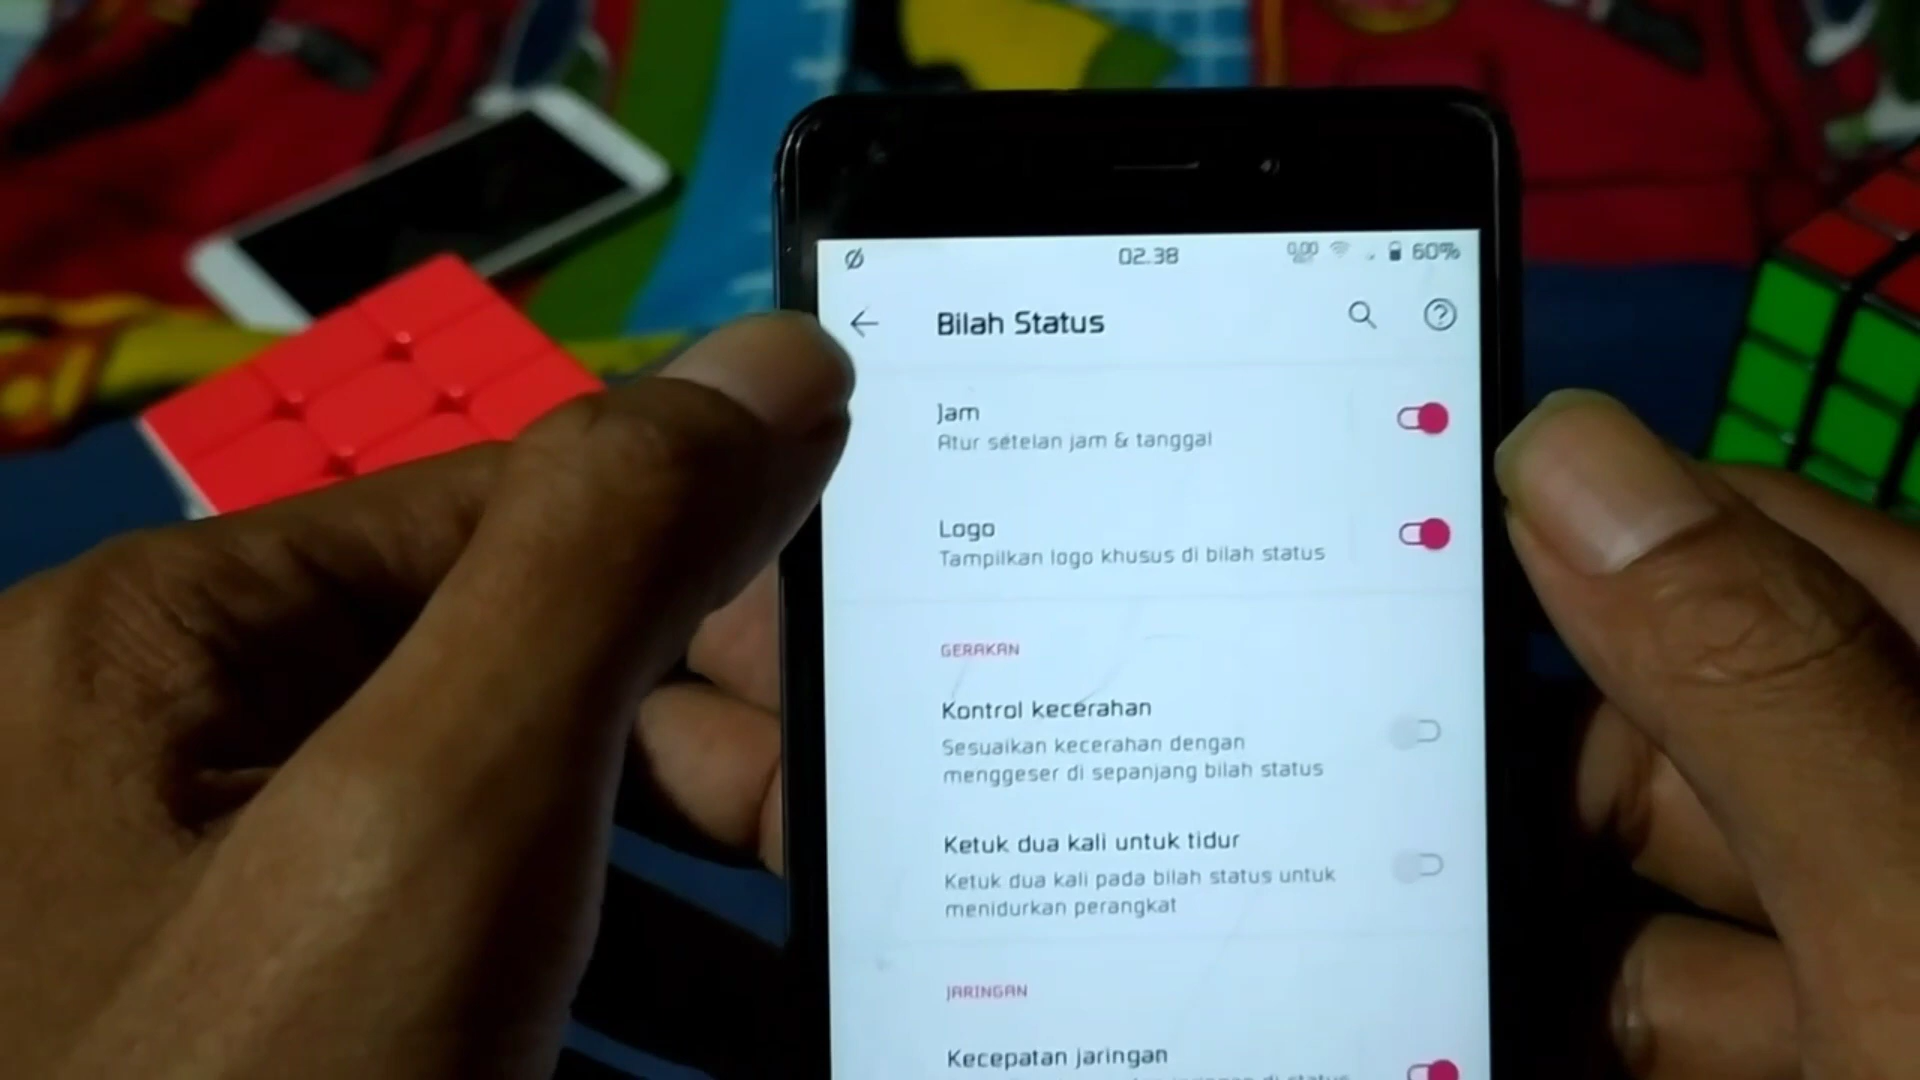 02.38
0,00
60%
Bilah Status
Jam
Atur setelan jam & tanggal
Logo
Tampilkan logo khusus di bilah status
GERAKAN
Kontrol kecerahan
Sesuaikan kecerahan dengan
menggeser di sepanjang bilah status
Ketuk dua kali untuk tidur
Ketuk dua kali pada bilah status untuk
menidurkan perangkat
JARINGAN
Kecepatan jaringan